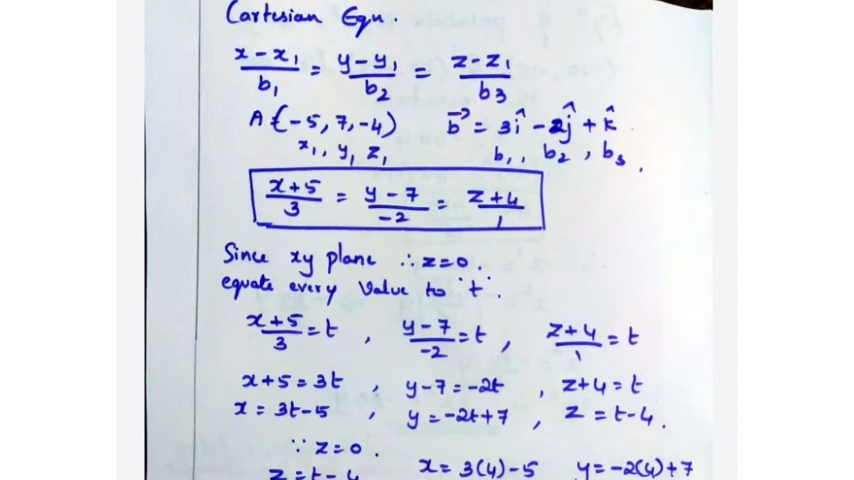 Cartesian Eqn.
x - x₁/b₁ = y - y₁/b₂ = z - z₁/b₃
A = (-5, 7, -4) b⃗ = 3î - 2ĵ + k̂
x₁, y₁ z₁ b₁, b₂, b₃.
x+5/3 = y-7/-2 = z+4/1
Since xy plane ∴ z=0.
equate every value to 't'.
x+5/3 = t, y-7/-2 = t, z+4/1 = t
x+5 = 3t, y-7 = -2t, z+4 = t
x = 3t-5, y = -2t+7, z = t-4.
∵ z=0.
z = t-4 x = 3(4)-5 y = -2(4)+7